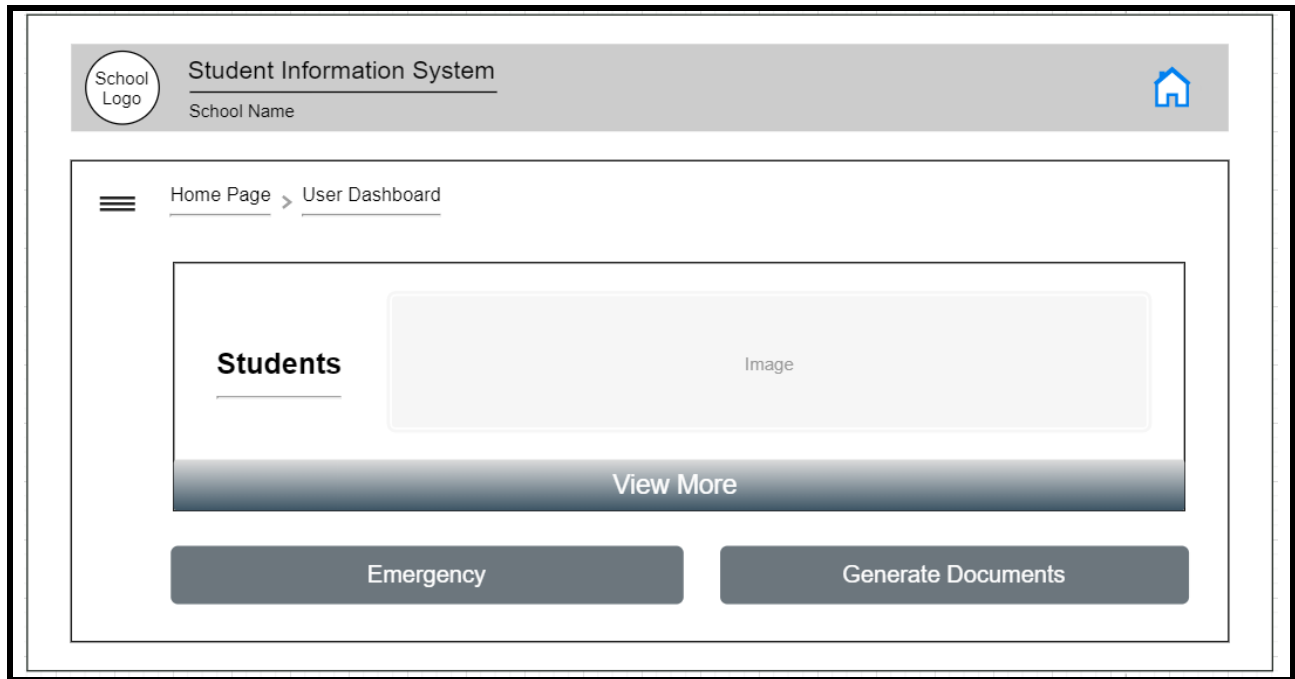 School
Logo
Student Information System
School Name
Home Page > User Dashboard
Students
Image
View More
Emergency
Generate Documents